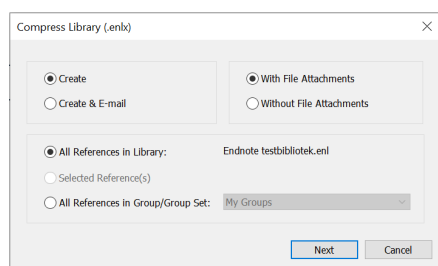 Compress Library (.enlx)
Create
With File Attachments
Create & E-mail
Without File Attachments
All References in Library: Endnote testbibliotek.enl
Selected Reference(s)
All References in Group/Group Set: My Groups
Next Cancel